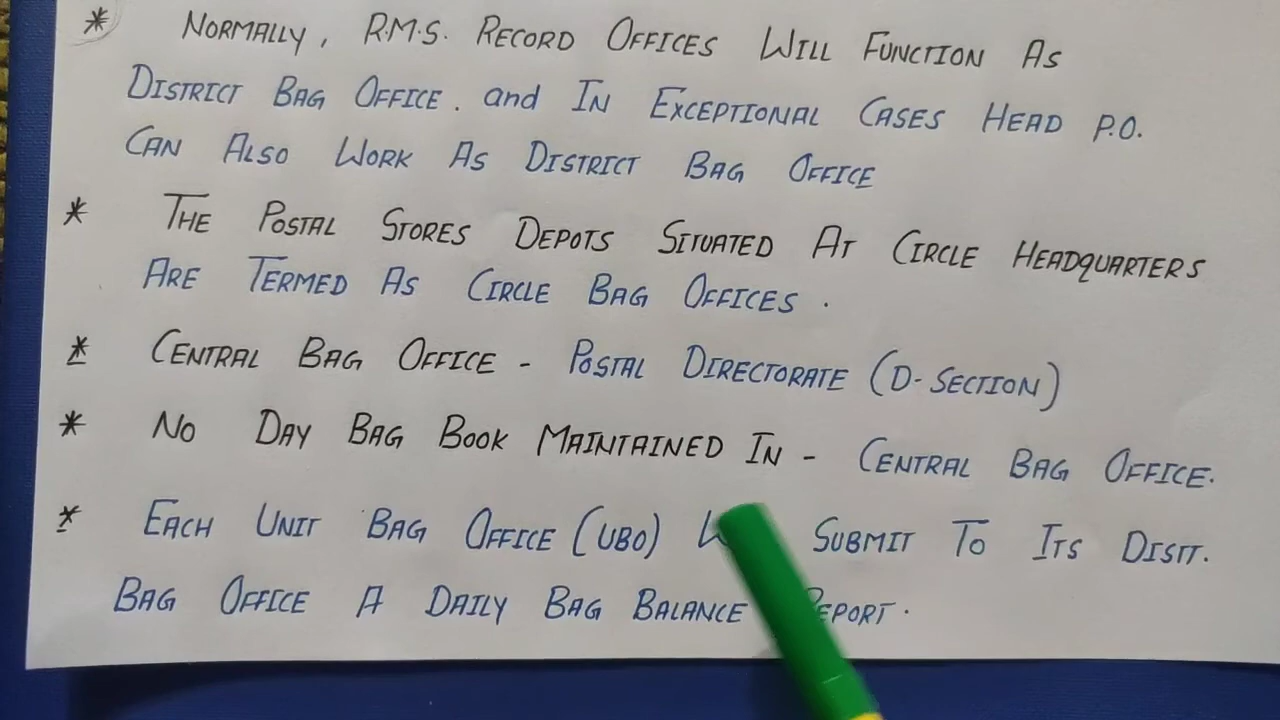 * NORMALLY, R.M.S. RECORD OFFICES WILL FUNCTION AS
DISTRICT BAG OFFICE. and IN EXCEPTIONAL CASES HEAD P.O.
CAN ALSO WORK AS DISTRICT BAG OFFICE
* THE POSTAL STORES DEPOTS SITUATED AT CIRCLE HEADQUARTERS
ARE TERMED AS CIRCLE BAG OFFICES.
* CENTRAL BAG OFFICE - POSTAL DIRECTORATE (D-SECTION)
* NO DAY BAG BOOK MAINTAINED IN - CENTRAL BAG OFFICE.
* EACH UNIT BAG OFFICE (UBO) SUBMIT TO ITS DISTT.
BAG OFFICE A DAILY BAG BALANCE REPORT.